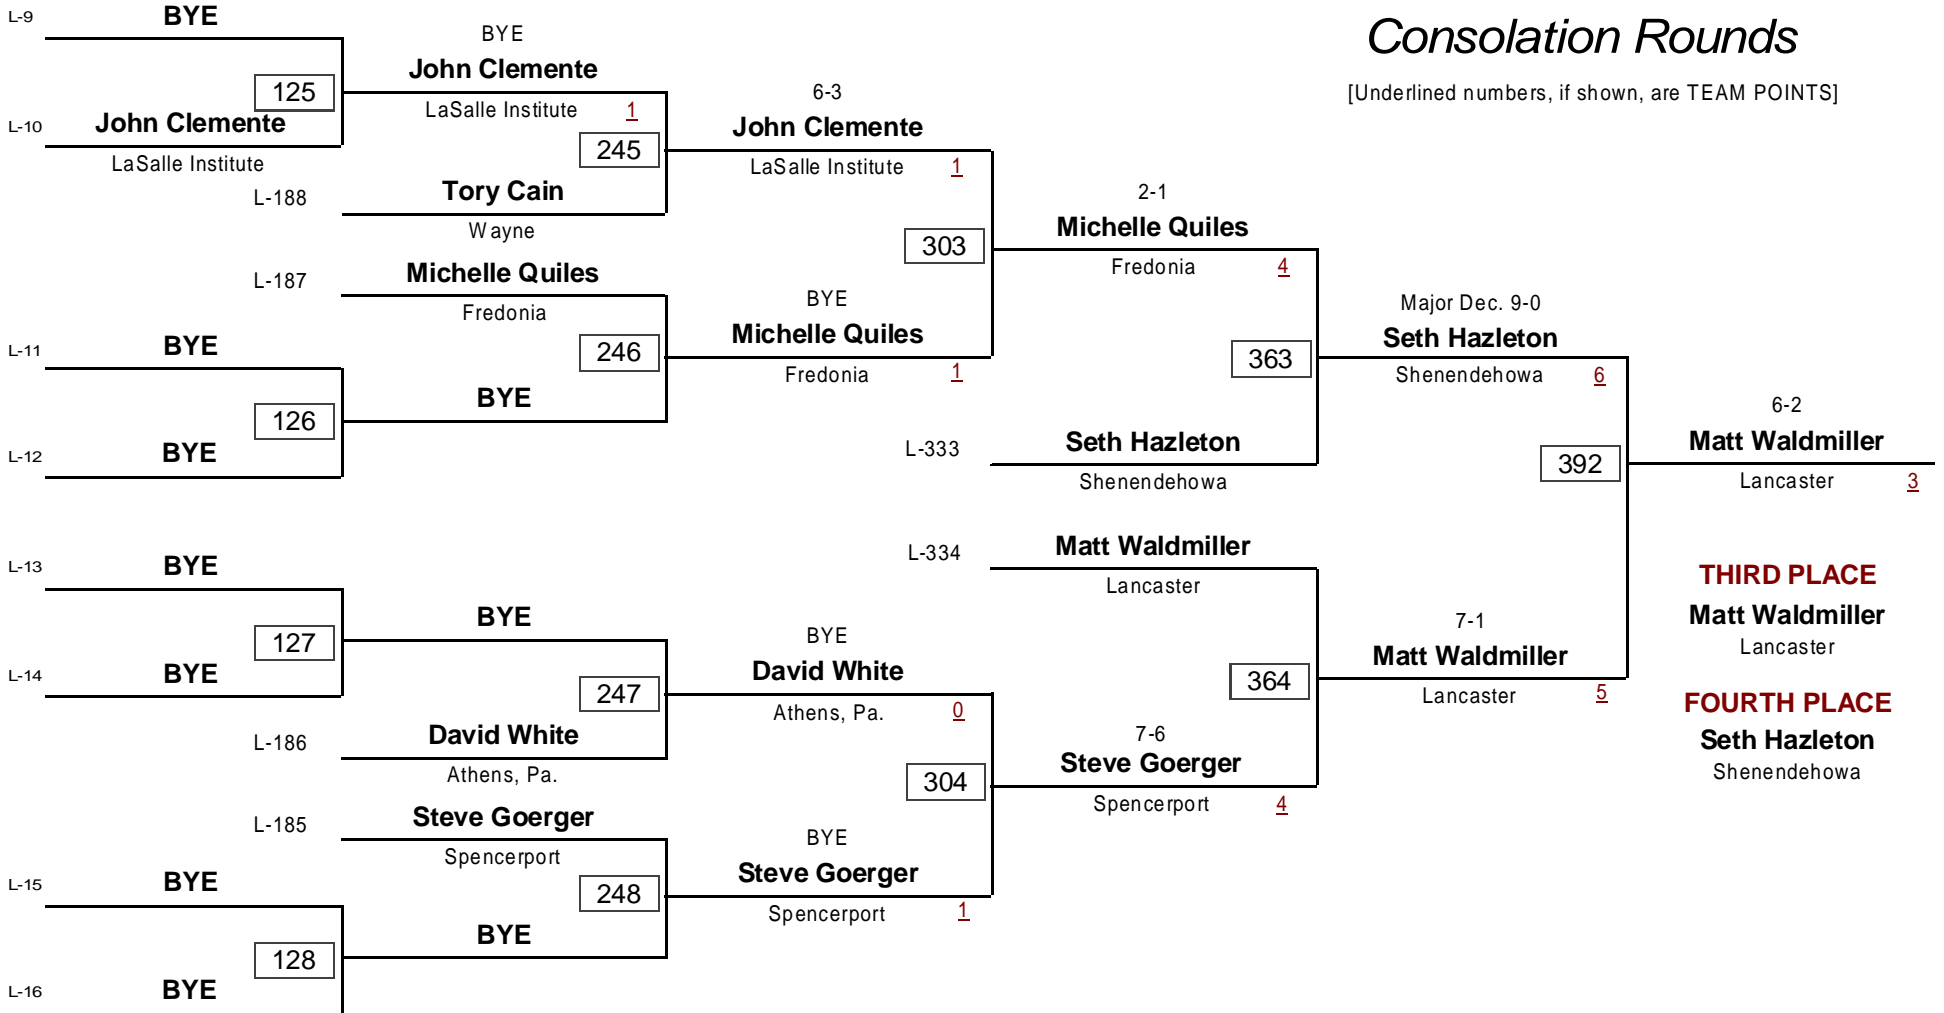 Consolation Rounds
[Underlined numbers, if shown, are TEAM POINTS]
L-9
BYE
125
L-10
John Clemente
LaSalle Institute
L-11
BYE
126
L-12
BYE
L-13
BYE
127
L-14
BYE
L-15
BYE
128
L-16
BYE
BYE
John Clemente
LaSalle Institute 1
245
L-188
Tory Cain
Wayne
L-187
Michelle Quiles
Fredonia
246
BYE
BYE
247
L-186
David White
Athens, Pa.
L-185
Steve Goerger
Spencerport
248
BYE
6-3
John Clemente
LaSalle Institute 1
303
BYE
Michelle Quiles
Fredonia 1
BYE
David White
Athens, Pa. 0
304
BYE
Steve Goerger
Spencerport 1
2-1
Michelle Quiles
Fredonia 4
363
L-333
Seth Hazleton
Shenendehowa
L-334
Matt Waldmiller
Lancaster
364
7-6
Steve Goerger
Spencerport 4
Major Dec. 9-0
Seth Hazleton
Shenendehowa 6
392
7-1
Matt Waldmiller
Lancaster 5
6-2
Matt Waldmiller
Lancaster 3
THIRD PLACE
Matt Waldmiller
Lancaster
FOURTH PLACE
Seth Hazleton
Shenendehowa